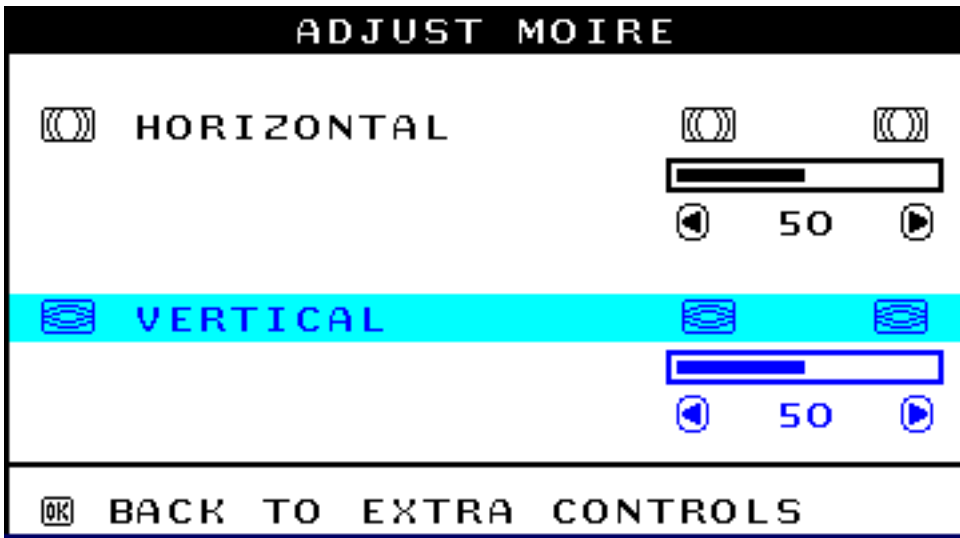 ADJUST MOIRE
HORIZONTAL
50
VERTICAL
50
OK BACK TO EXTRA CONTROLS